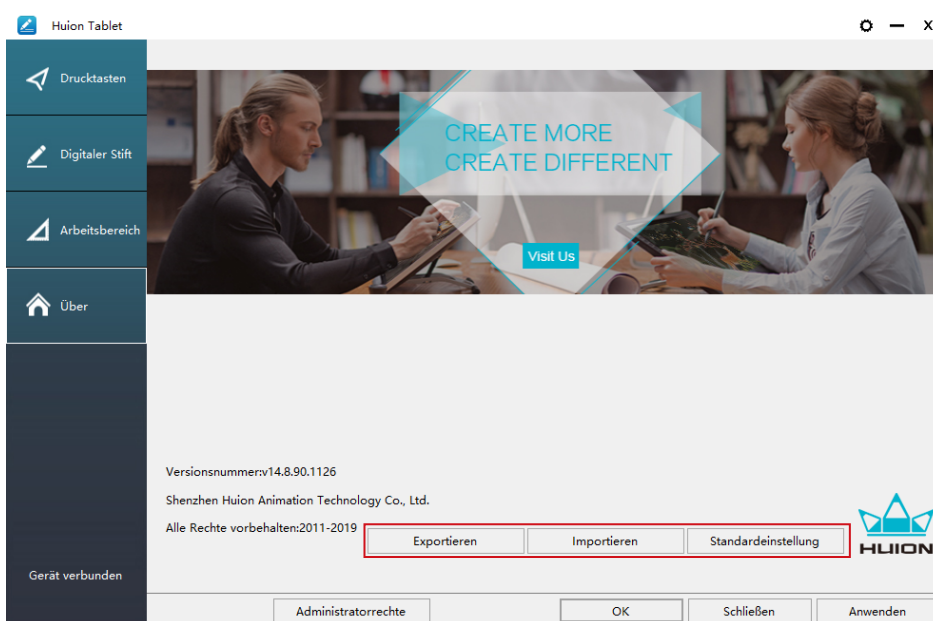 Huion Tablet
X
Drucktasten
Digitaler Stift
Arbeitsbereich
Über
Gerät verbunden
CREATE MORE
CREATE DIFFERENT
Visit Us
Versionsnummer:v14.8.90.1126
Shenzhen Huion Animation Technology Co., Ltd.
Alle Rechte vorbehalten:2011-2019
Exportieren
Importieren
Standardeinstellung
HUION
Administratorrechte
OK
Schließen
Anwenden